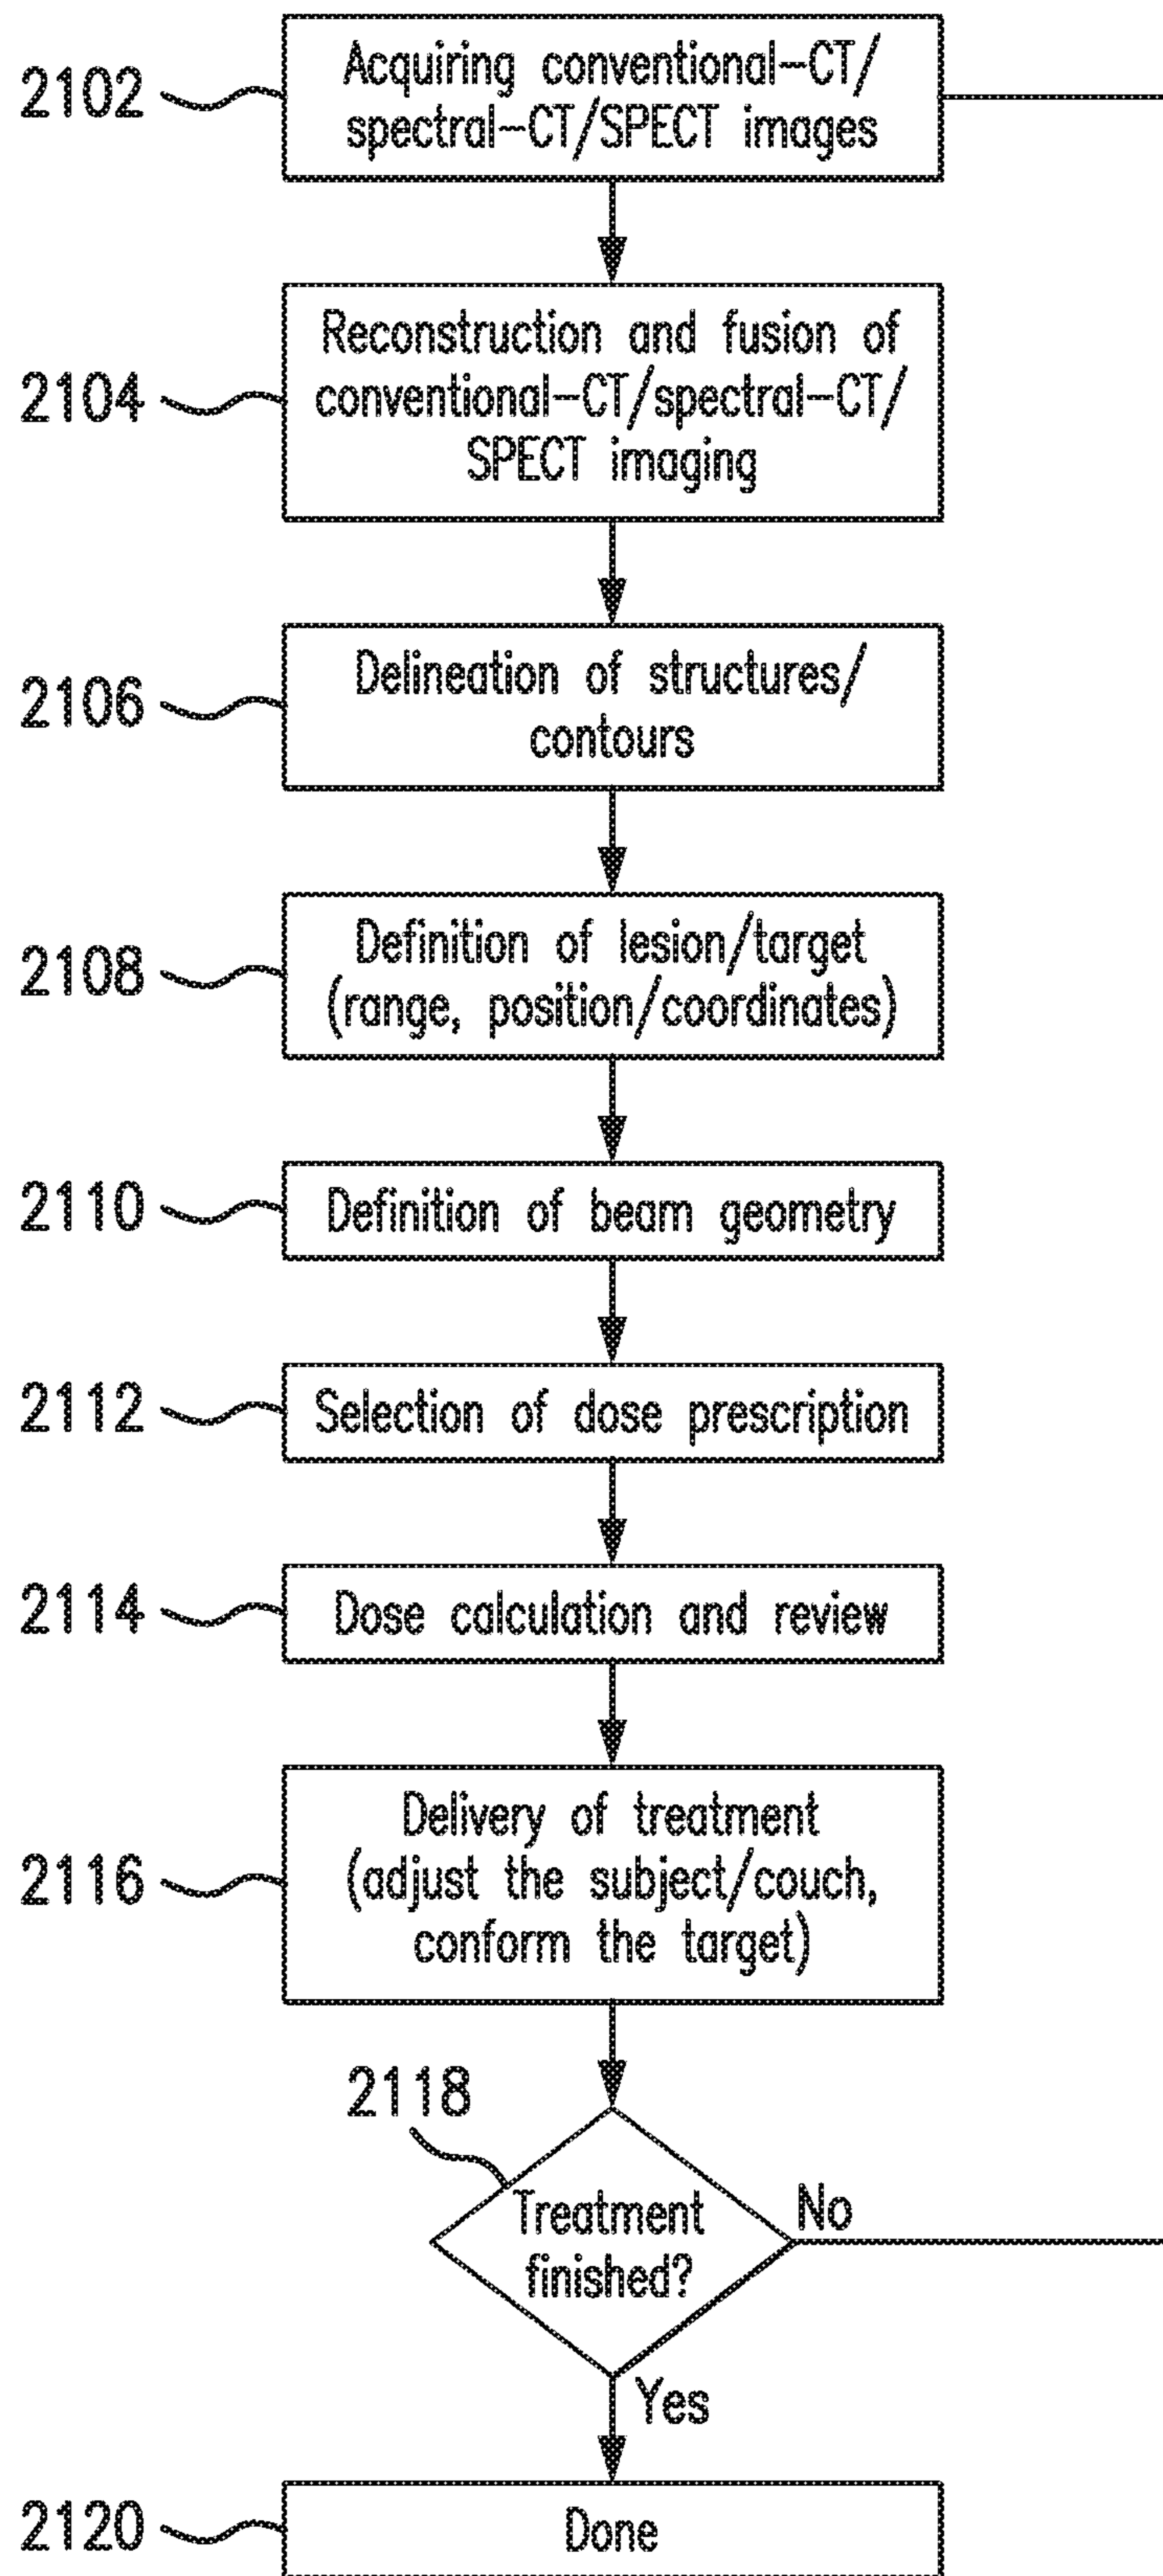 2102
Acquiring conventional-CT/
spectral-CT/SPECT images
2104
Reconstruction and fusion of
conventional-CT/spectral-CT/
SPECT imaging
2106
Delineation of structures/
contours
2108
Definition of lesion/target
(range, position/coordinates)
2110
Definition of beam geometry
2112
Selection of dose prescription
2114
Dose calculation and review
2116
Delivery of treatment
(adjust the subject/couch,
conform the target)
2118
Treatment
finished?
No
Yes
2120
Done